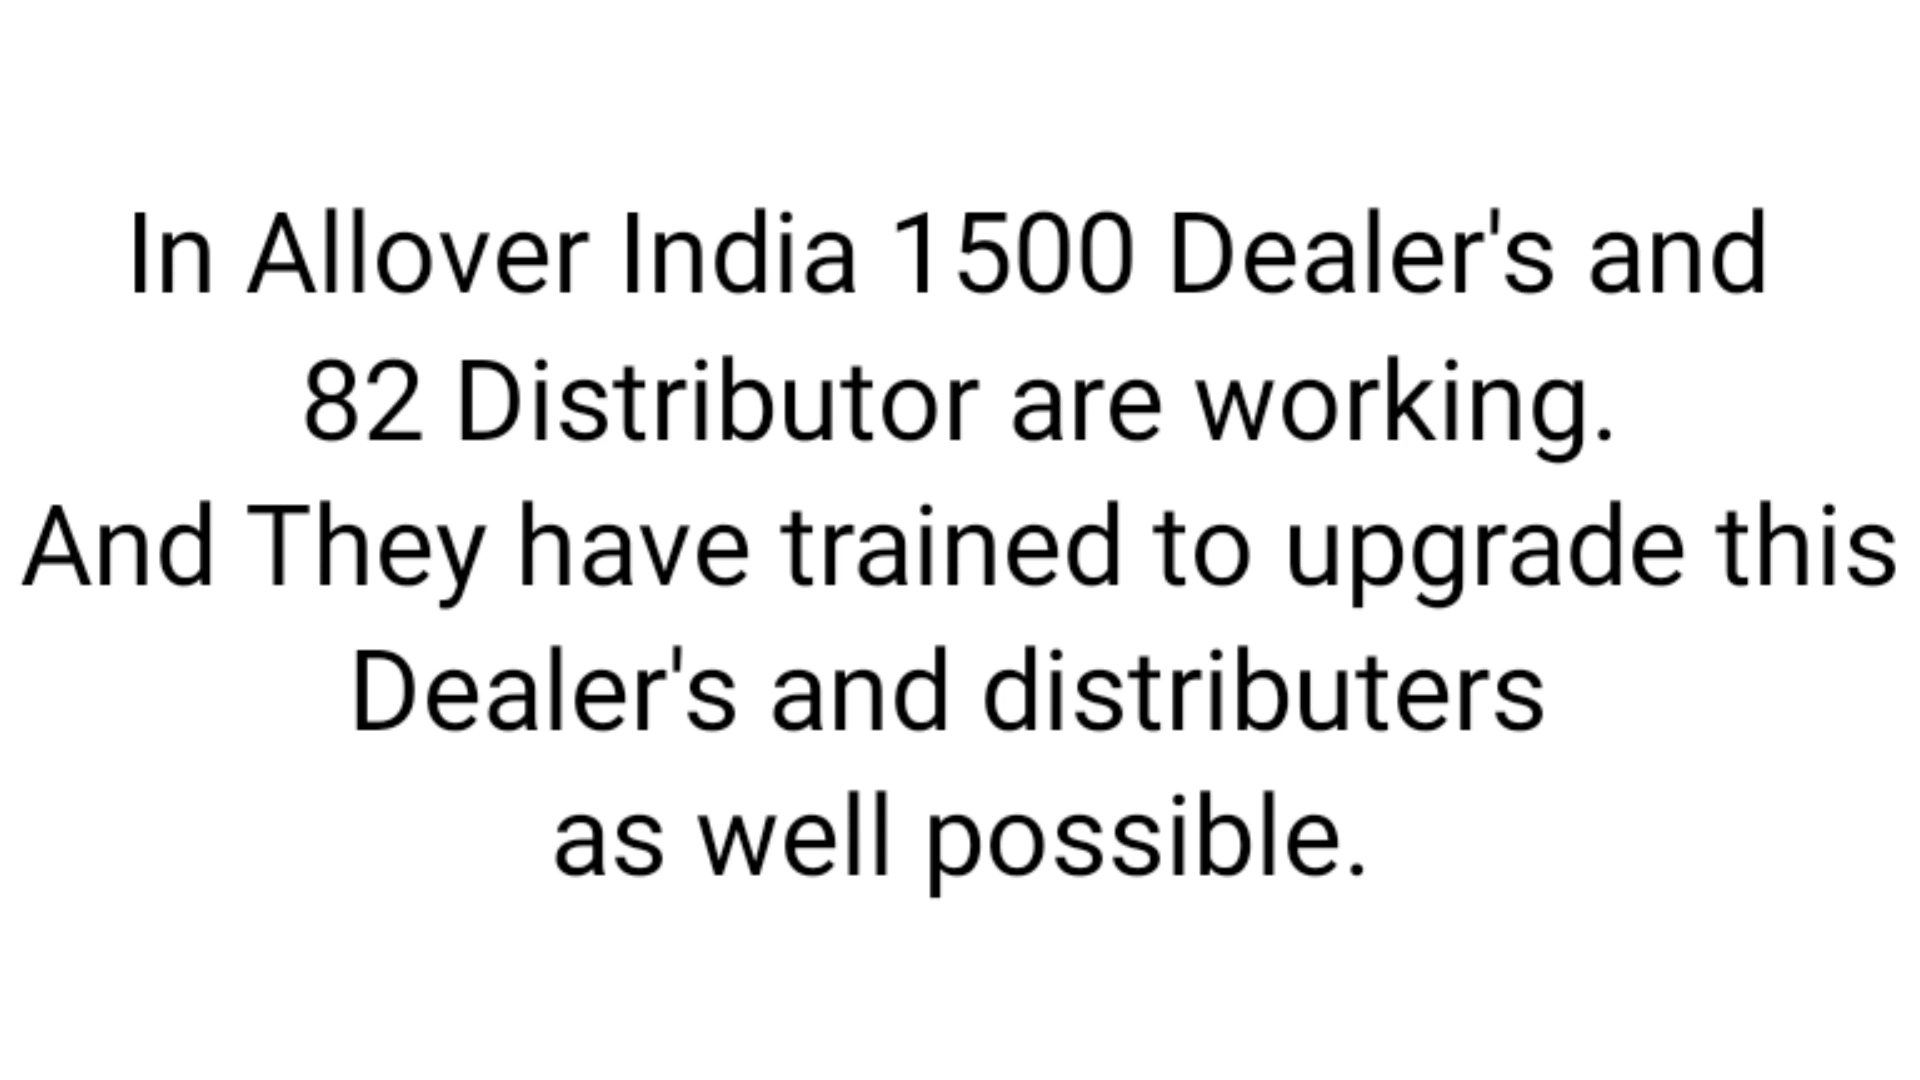 In Allover India 1500 Dealer's and
82 Distributor are working.
And They have trained to upgrade this
Dealer's and distributers
as well possible.